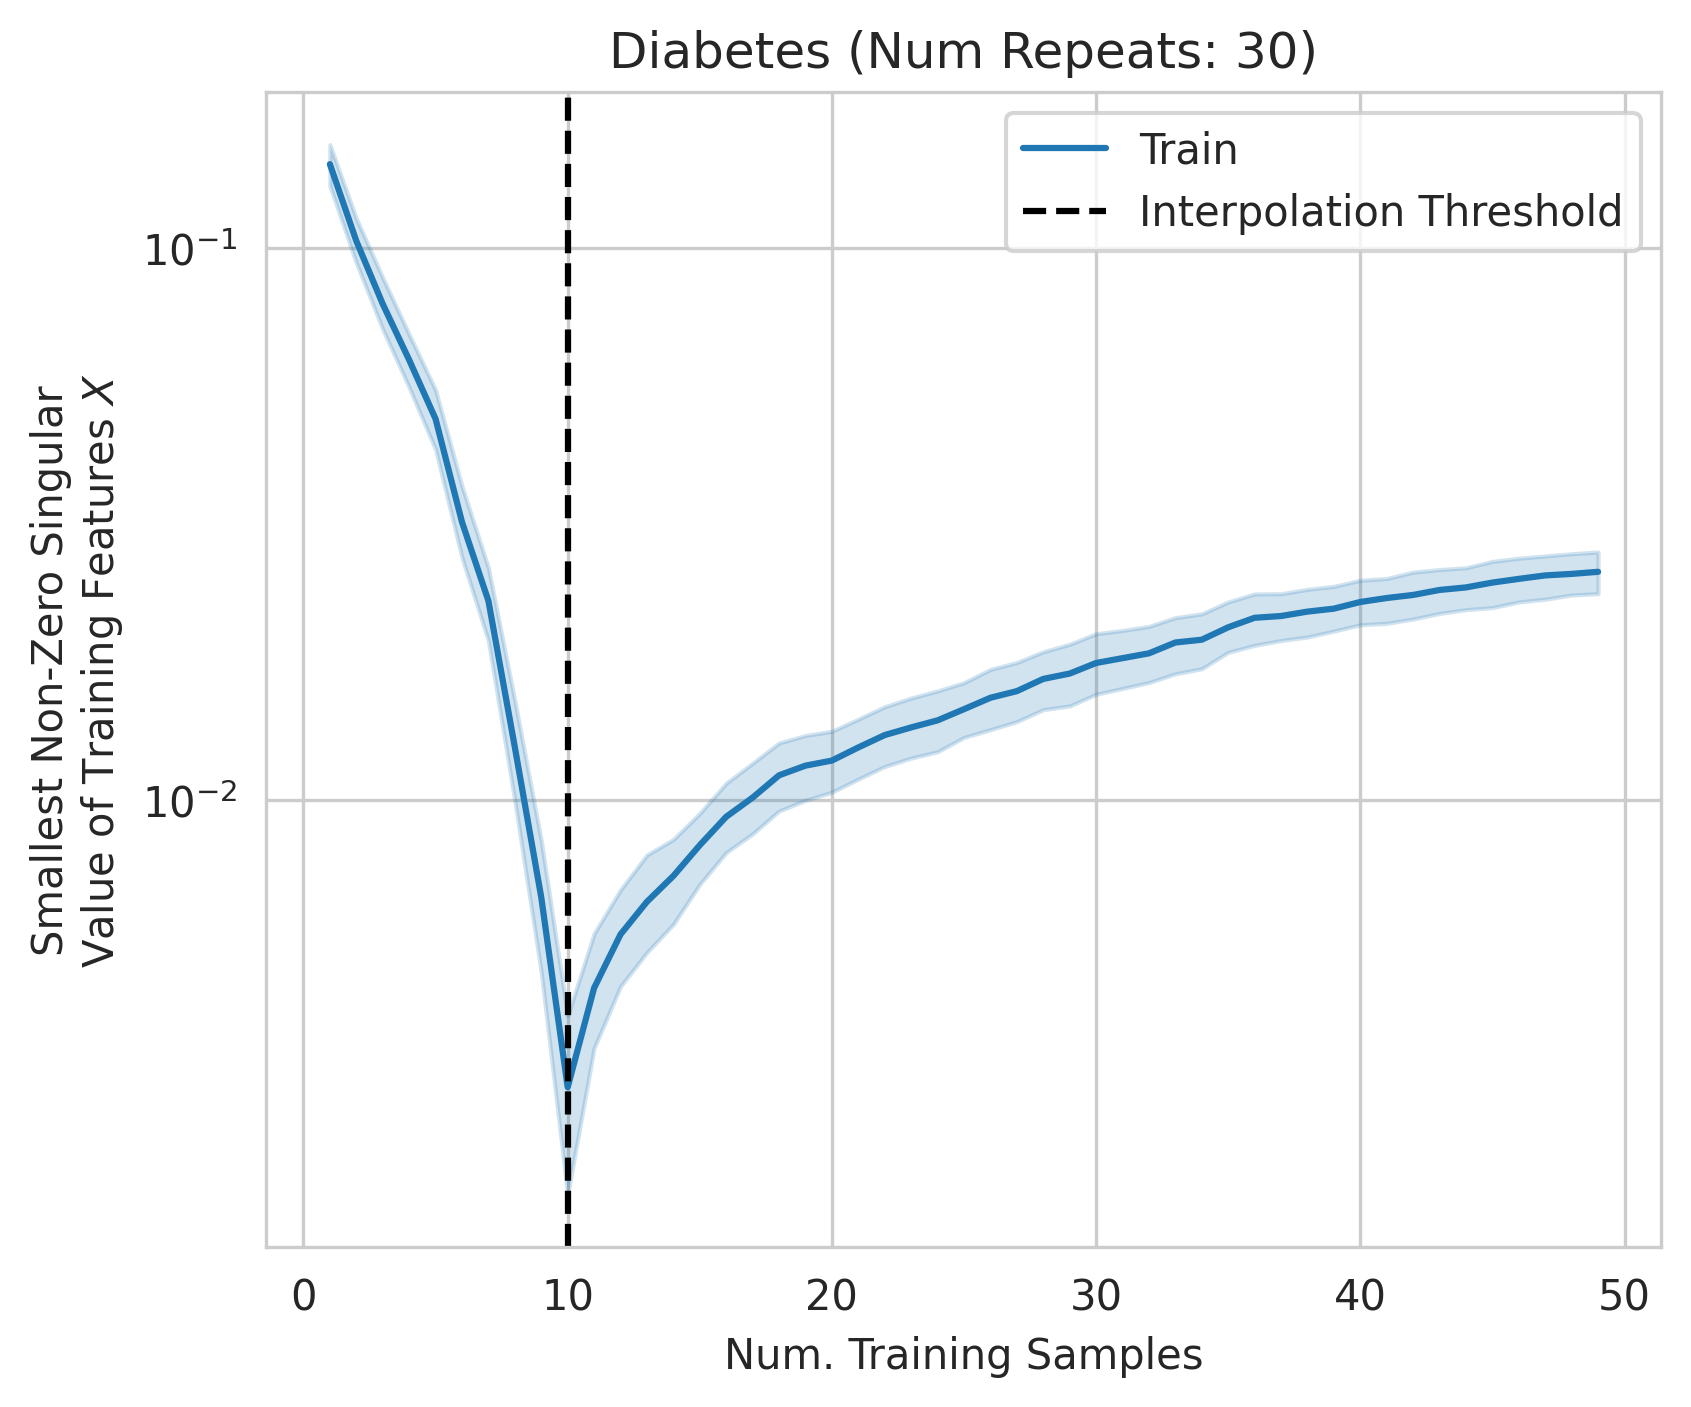 Diabetes (Num Repeats: 30)
Train
Interpolation Threshold
Smallest Non-Zero Singular
Value of Training Features X
10⁻¹
10⁻²
0 10 20 30 40 50
Num. Training Samples